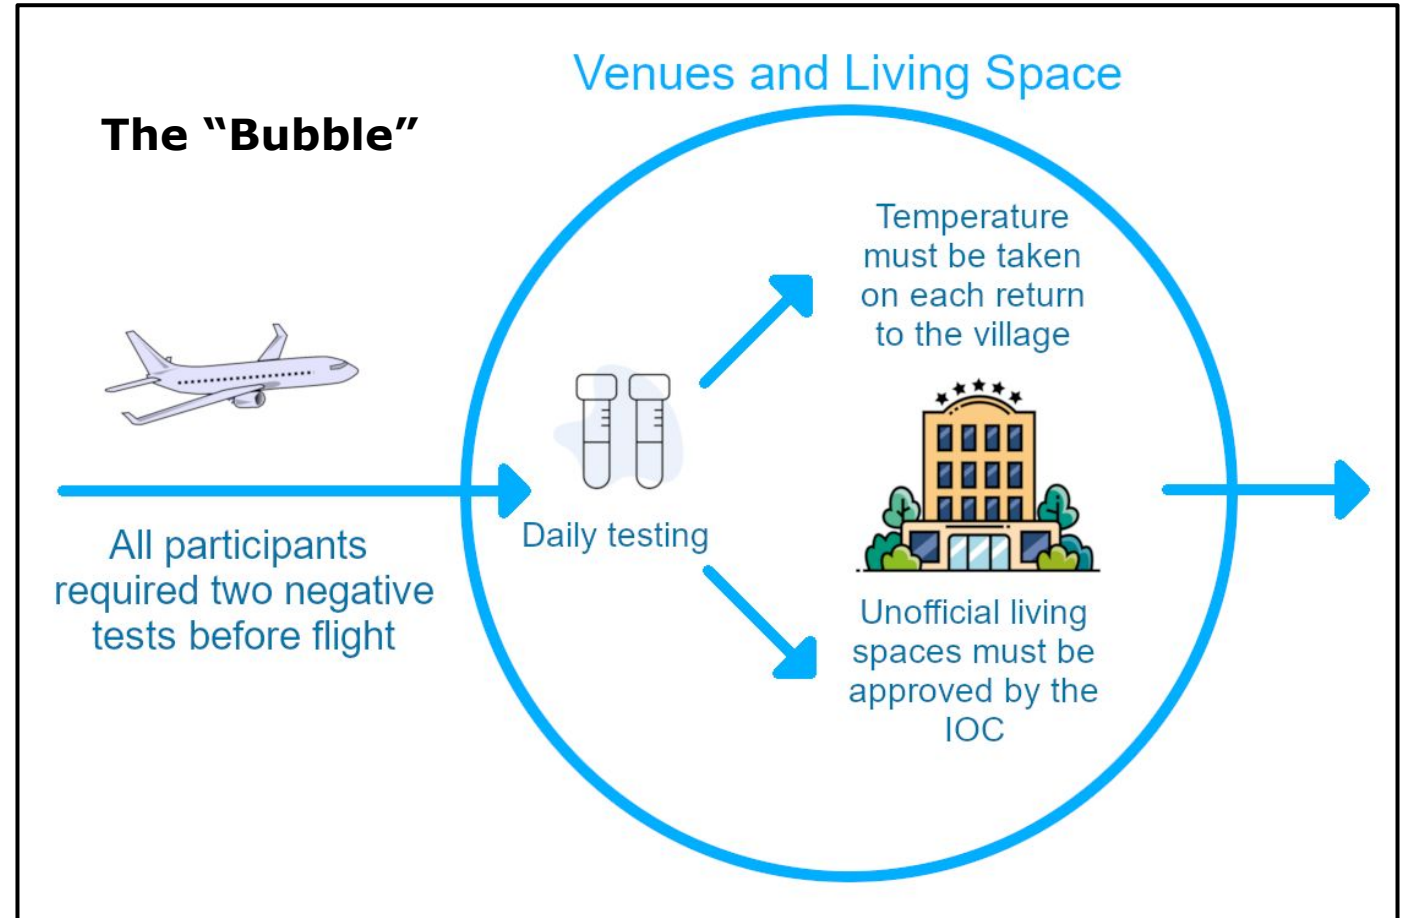 Venues and Living Space
The “Bubble”
Temperature
must be taken
on each return
to the village
Daily testing
All participants
required two negative
tests before flight
Unofficial living
spaces must be
approved by the
IOC